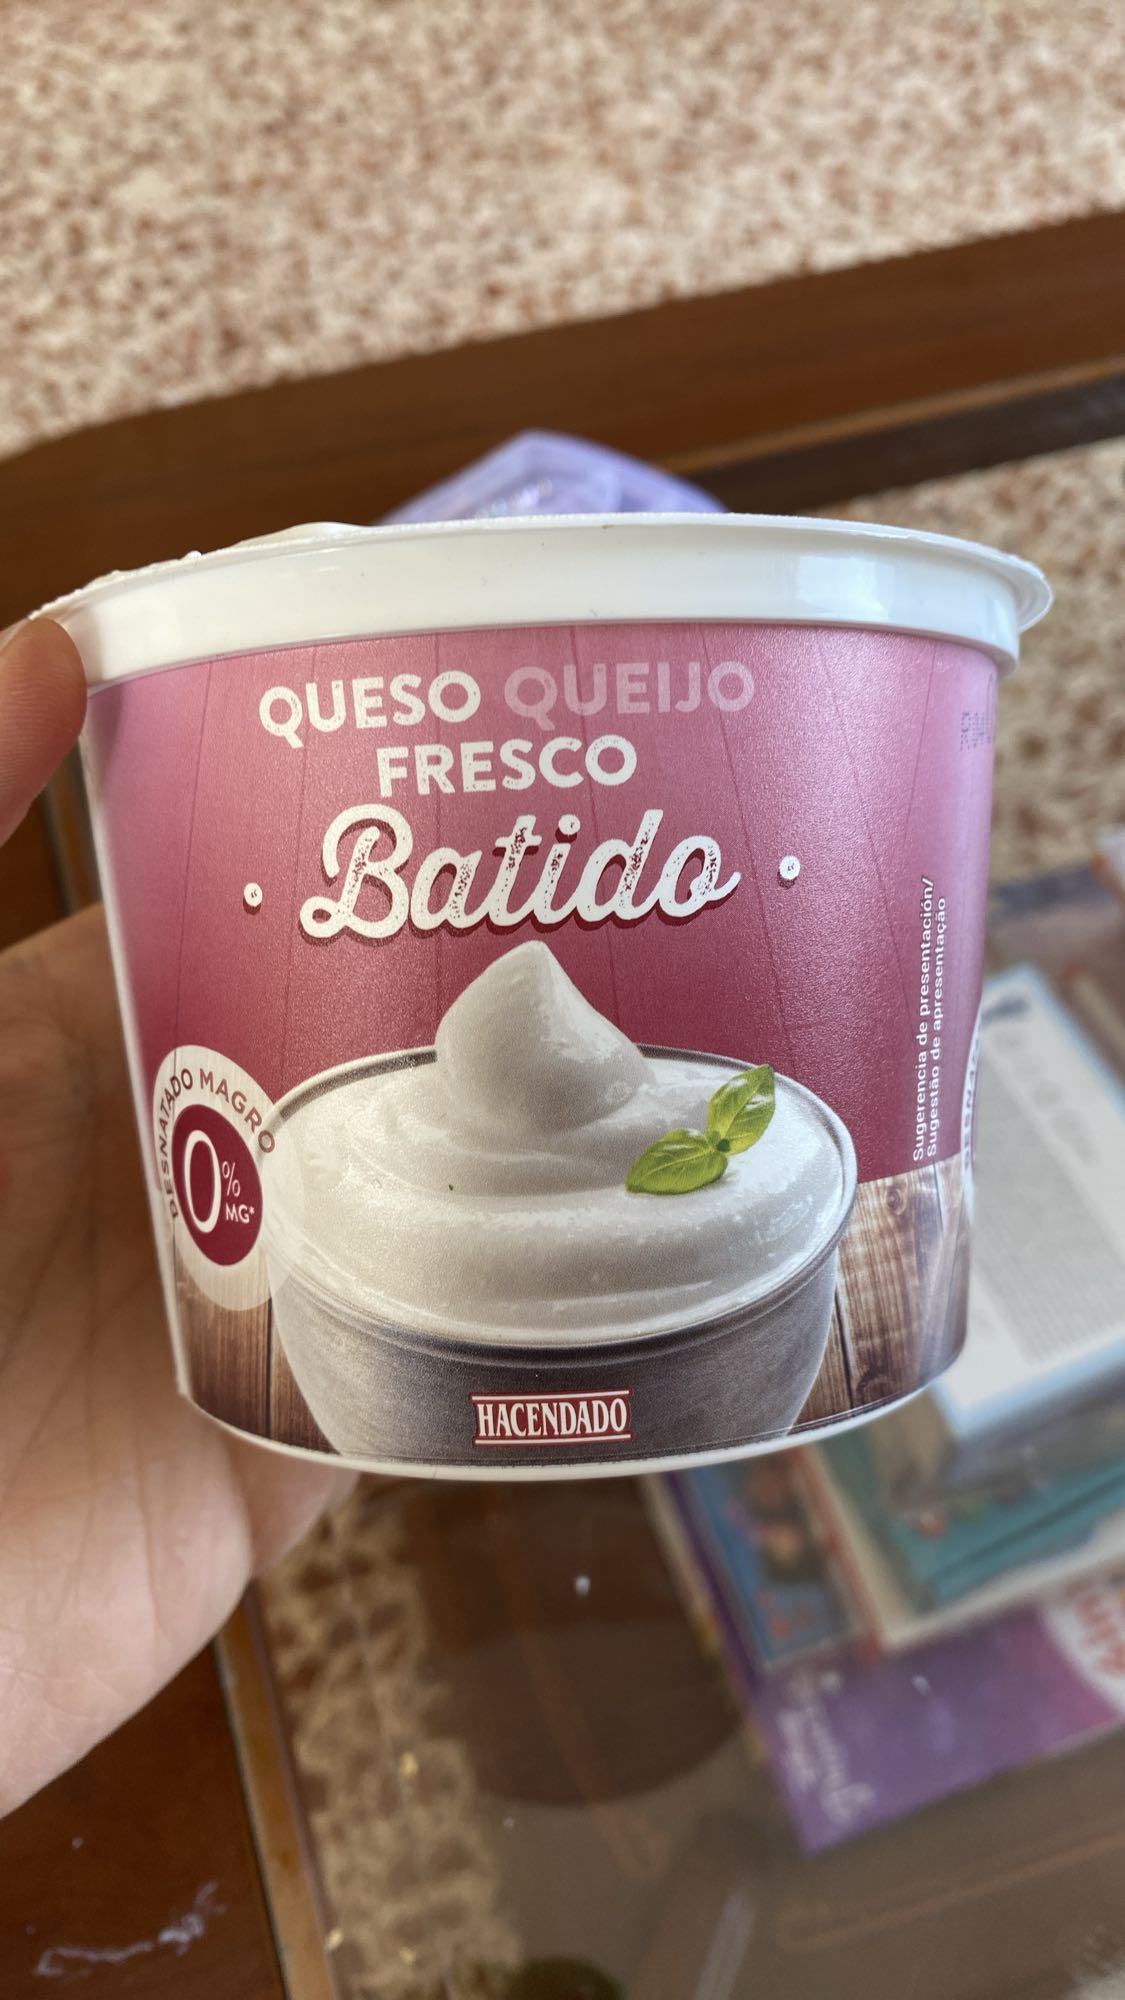 QUESO QUEIJO
FRESCO
Batido
DESNATADO MAGRO
0%
MG*
Sugerencia de presentación/
Sugestão de apresentação
HACENDADO